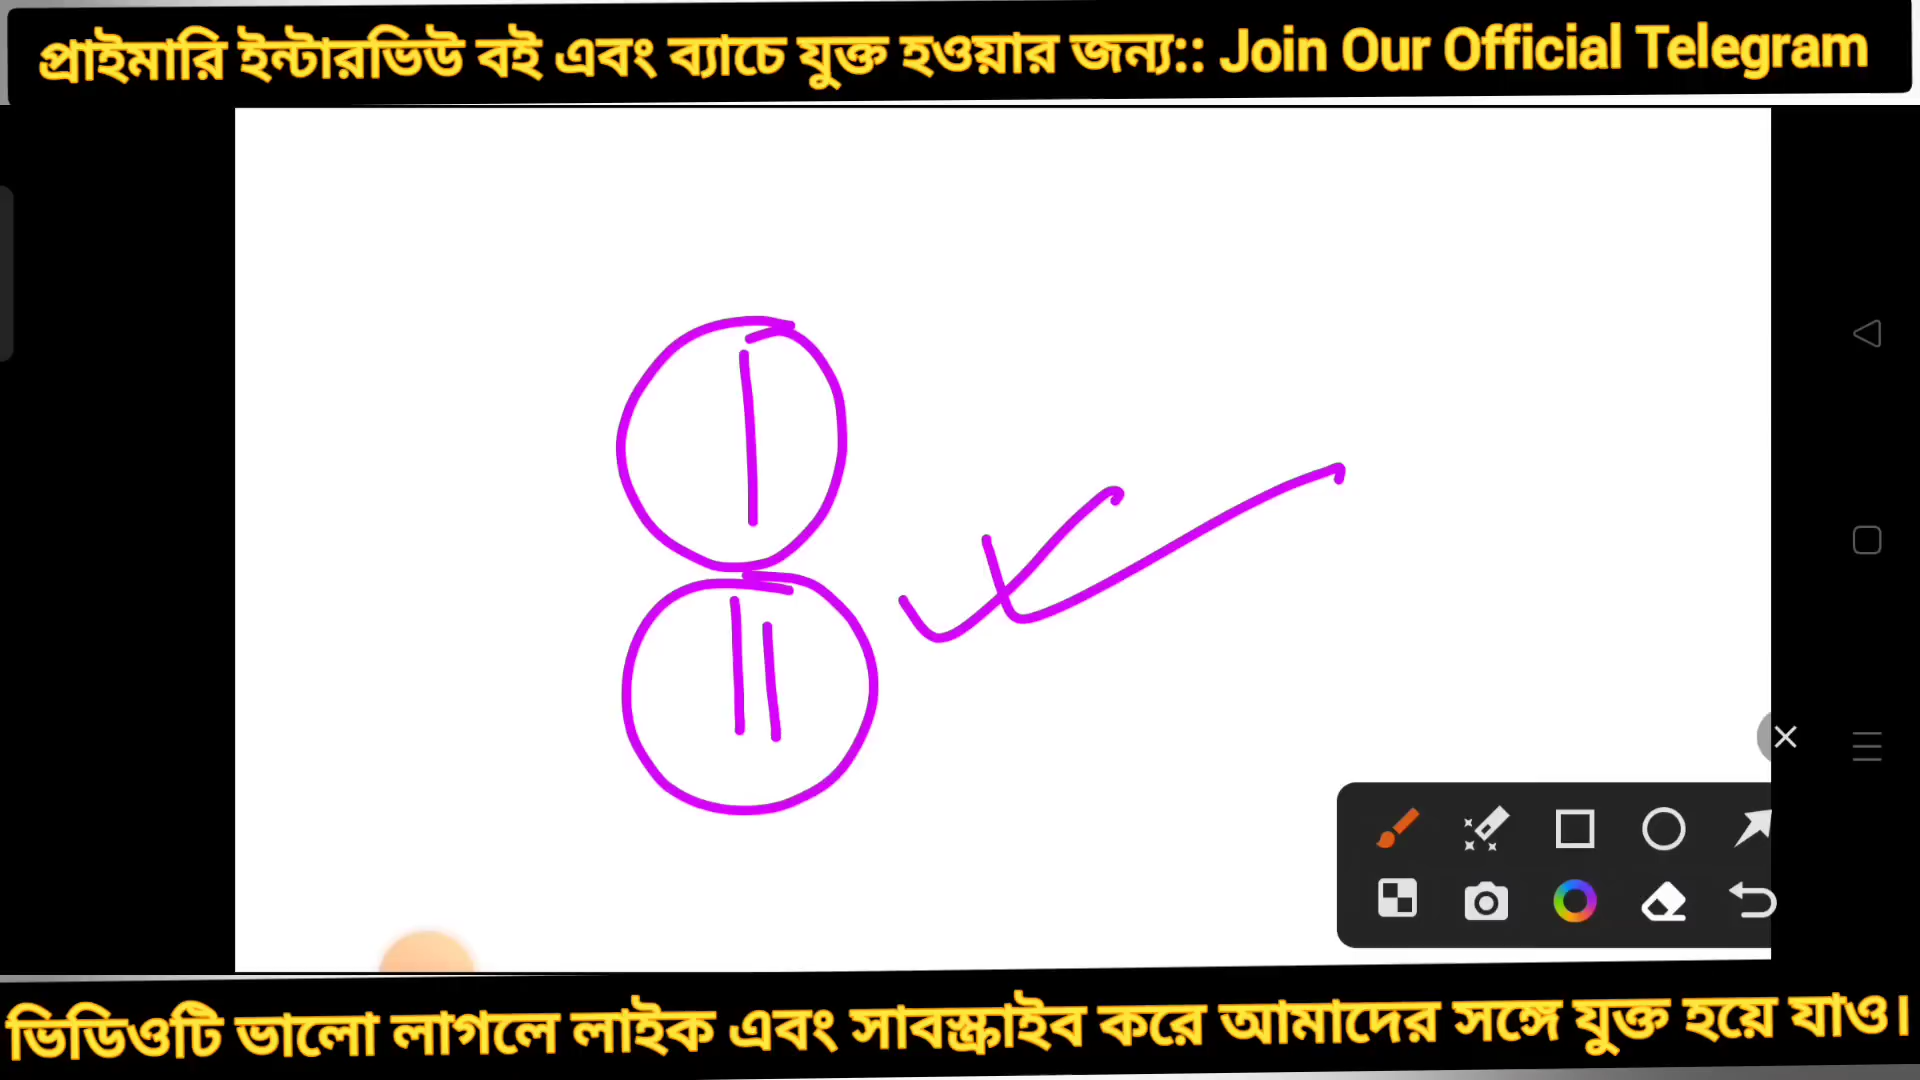 প্রাইমারি ইন্টারভিউ বই এবং ব্যাচে যুক্ত হওয়ার জন্য:: Join Our Official Telegram
I
II
ভিডিওটি ভালো লাগলে লাইক এবং সাবস্ক্রাইব করে আমাদের সঙ্গে যুক্ত হয়ে যাও।